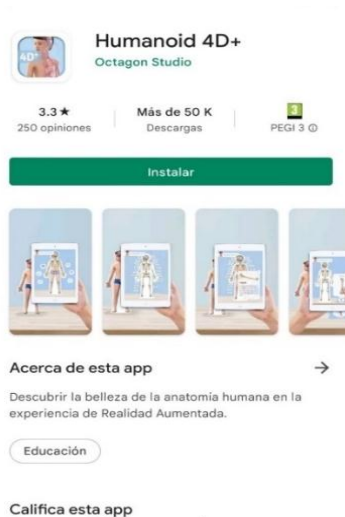 4D+
Humanoid 4D+
Octagon Studio
3.3★
Más de 50 K
3
250 opiniones
Descargas
PEGI 3
Instalar
Acerca de esta app
Descubrir la belleza de la anatomía humana en la
experiencia de Realidad Aumentada.
Educación
Califica esta app